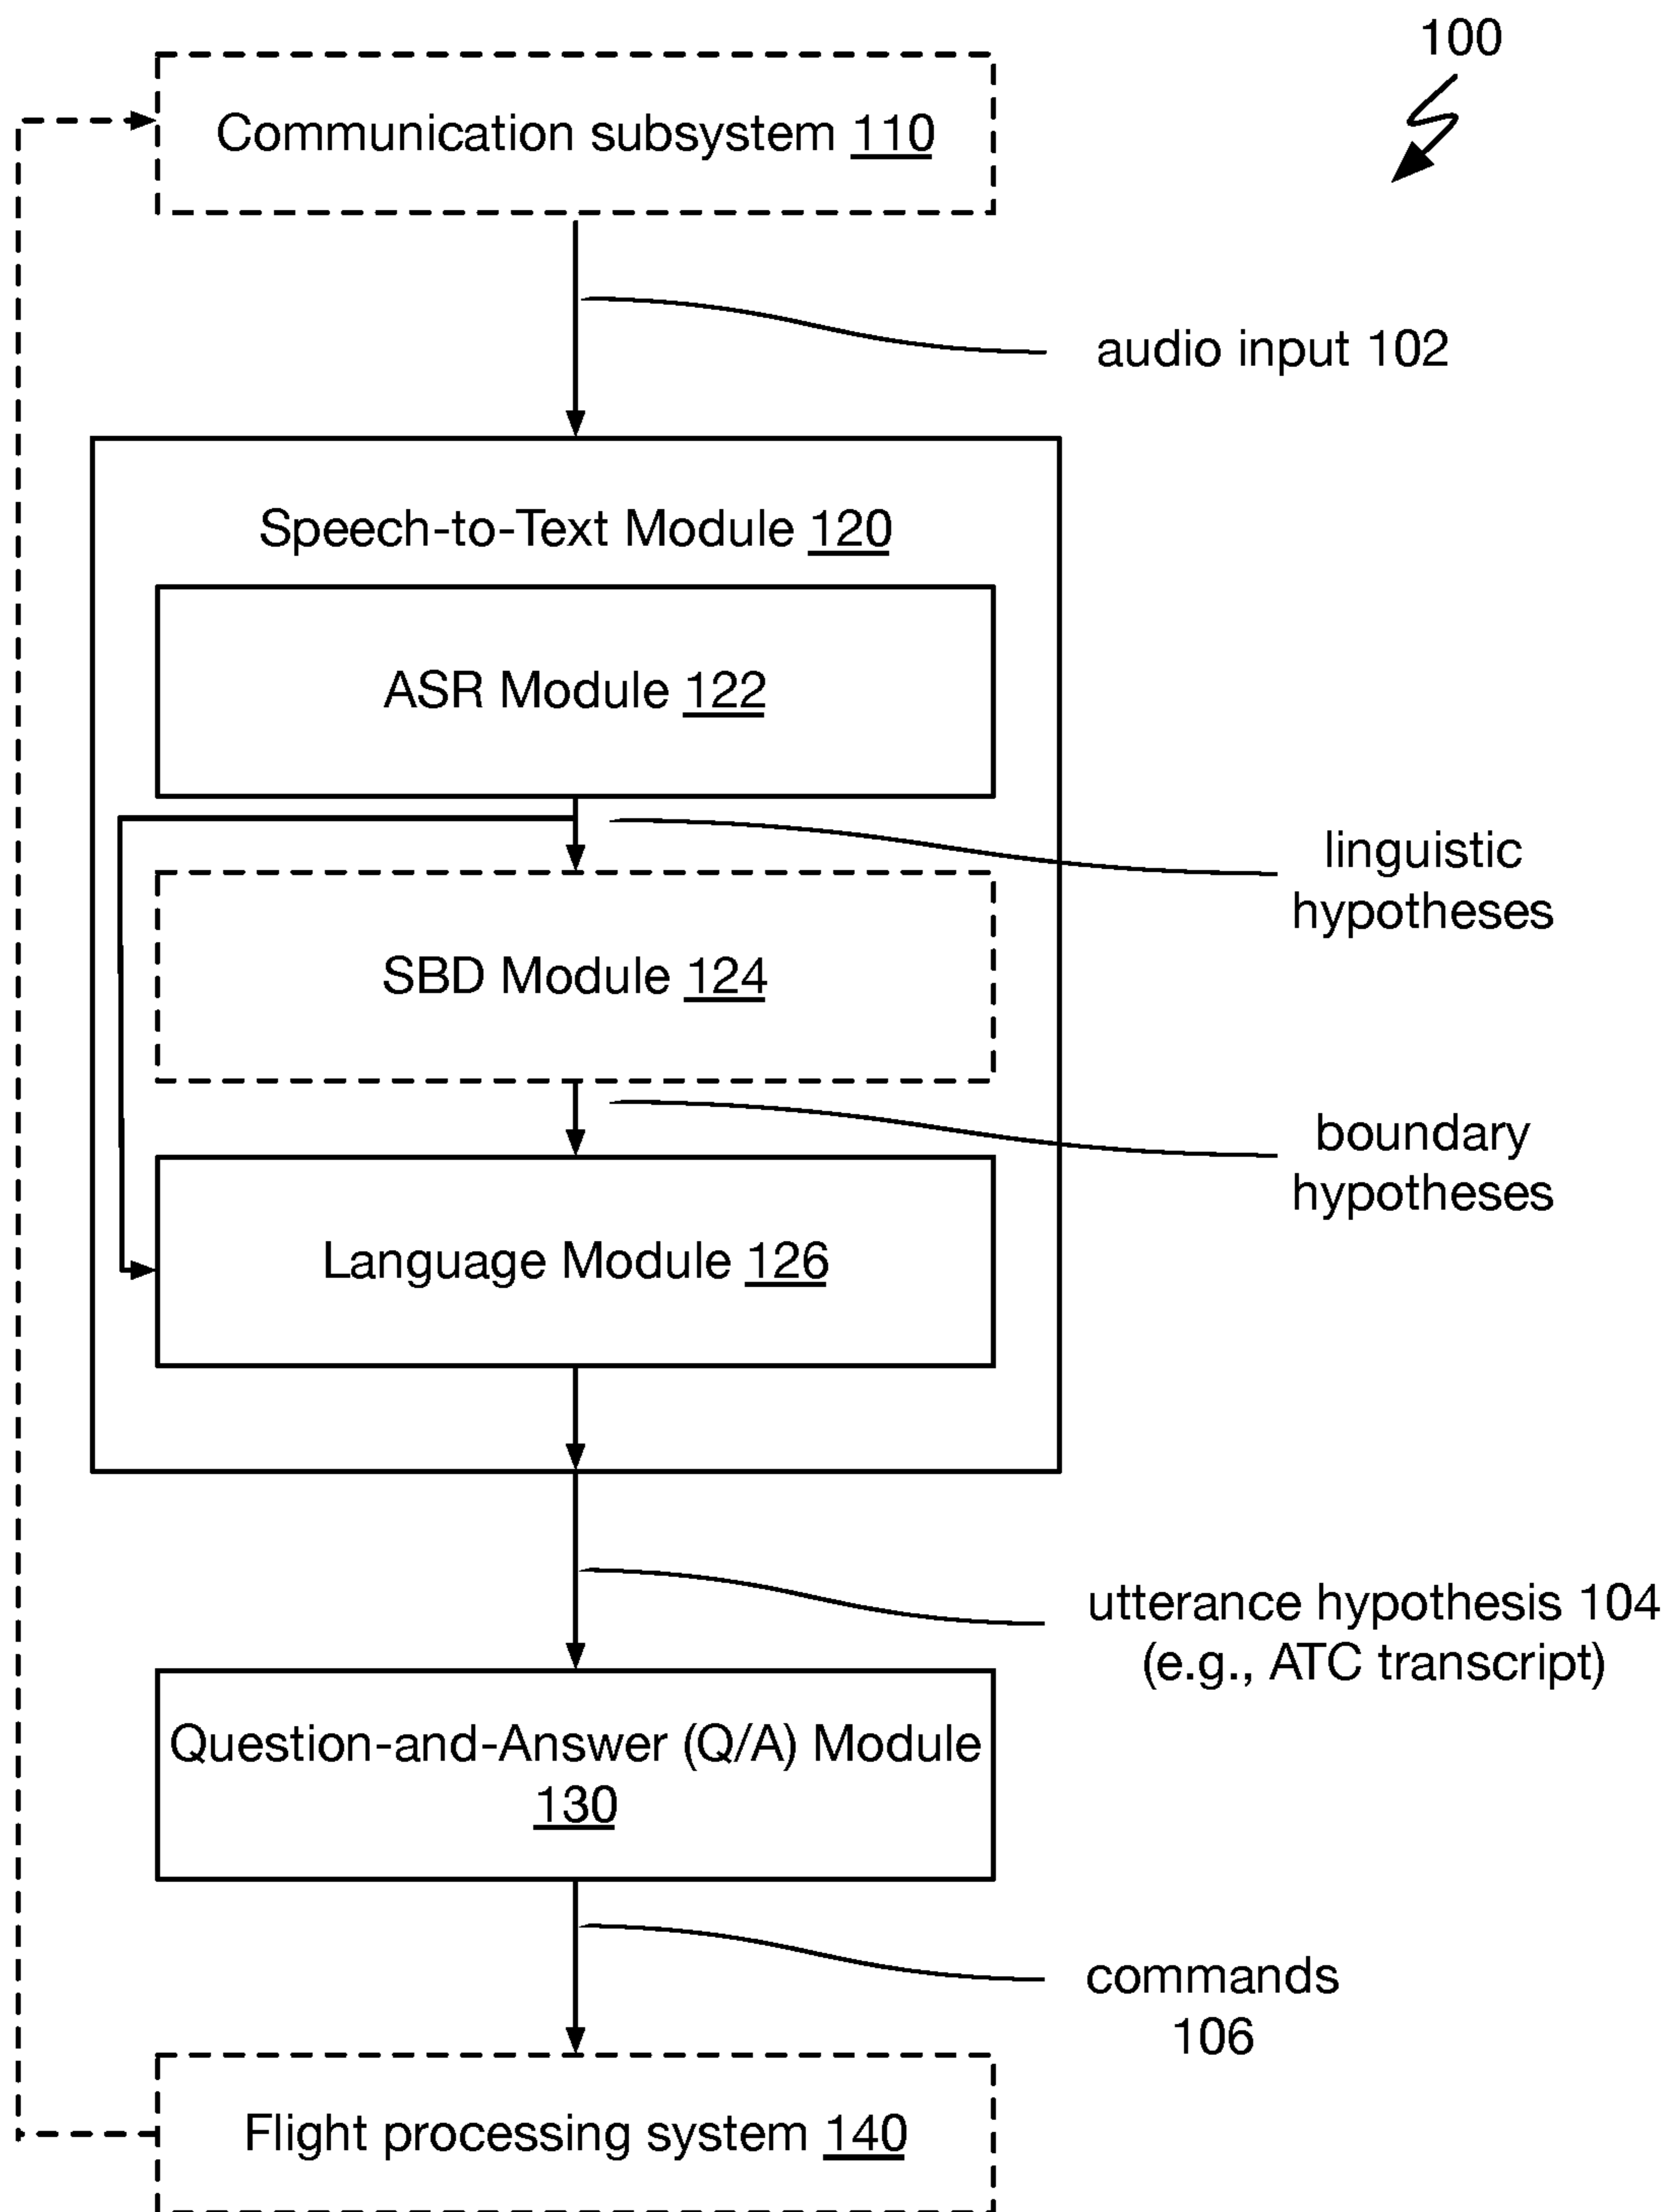 100
Communication subsystem 110
audio input 102
Speech-to-Text Module 120
ASR Module 122
linguistic
hypotheses
SBD Module 124
boundary
hypotheses
Language Module 126
utterance hypothesis 104
(e.g., ATC transcript)
Question-and-Answer (Q/A) Module
130
commands
106
Flight processing system 140